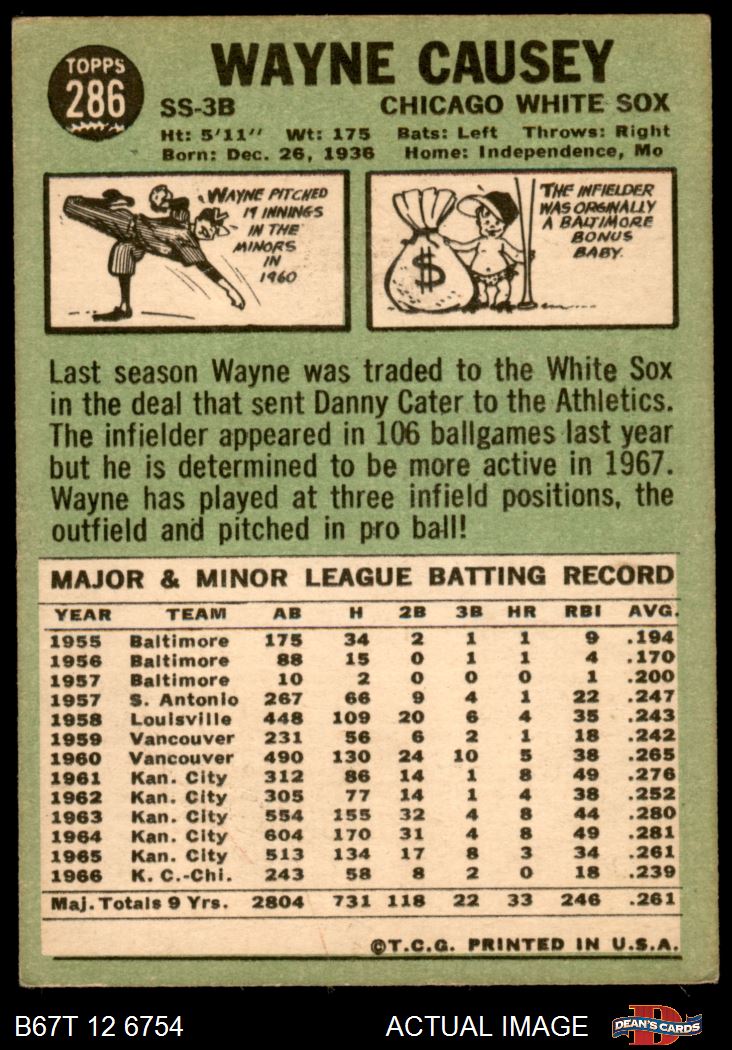 TOPPS
286
WAYNE CAUSEY
SS-3B CHICAGO WHITE SOX
Ht: 5'11" Wt: 175 Bats: Left Throws: Right
Born: Dec. 26, 1936 Home: Independence, Mo
WAYNE PITCHED
19 INNINGS
IN THE
MINORS
IN
1960
THE INFIELDER
WAS ORGINALLY
A BALTIMORE
BONUS
BABY.
$
Last season Wayne was traded to the White Sox
in the deal that sent Danny Cater to the Athletics.
The infielder appeared in 106 ballgames last year
but he is determined to be more active in 1967.
Wayne has played at three infield positions, the
outfield and pitched in pro ball!
MAJOR & MINOR LEAGUE BATTING RECORD
YEAR TEAM AB H 2B 3B HR RBI AVG.
1955 Baltimore 175 34 2 1 1 9 .194
1956 Baltimore 88 15 0 1 1 4 .170
1957 Baltimore 10 2 0 0 0 1 .200
1957 S. Antonio 267 66 9 4 1 22 .247
1958 Louisville 448 109 20 6 4 35 .243
1959 Vancouver 231 56 6 2 1 18 .242
1960 Vancouver 490 130 24 10 5 38 .265
1961 Kan. City 312 86 14 1 8 49 .276
1962 Kan. City 305 77 14 1 4 38 .252
1963 Kan. City 554 155 32 4 8 44 .280
1964 Kan. City 604 170 31 4 8 49 .281
1965 Kan. City 513 134 17 8 3 34 .261
1966 K. C.-Chi. 243 58 8 2 0 18 .239
Maj. Totals 9 Yrs. 2804 731 118 22 33 246 .261
©T.C.G. PRINTED IN U.S.A.
B67T 12 6754 ACTUAL IMAGE
D
DEAN'S CARDS